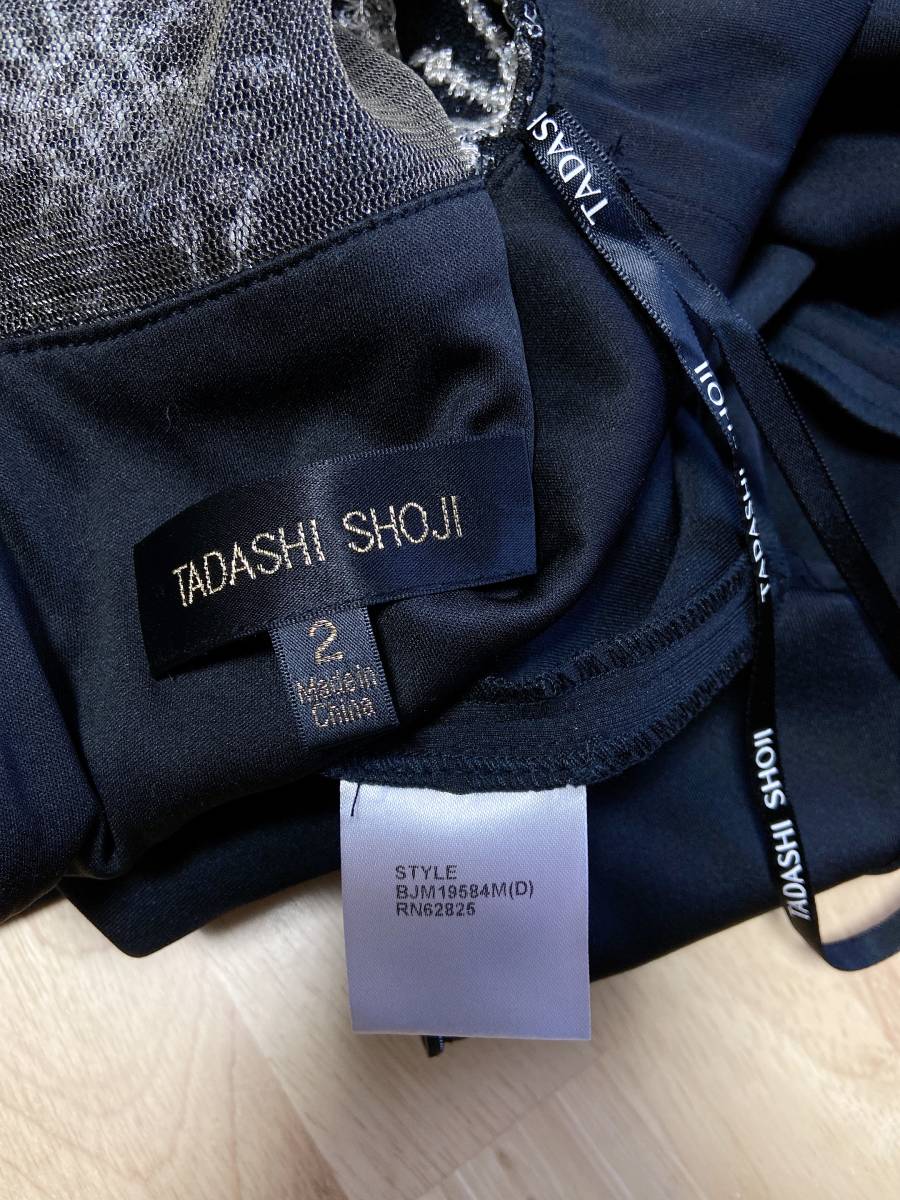 TADASHI
TADASHI SHOJI
TADASHI SHOJI
TADASHI SHOJI
2
Made in
China
STYLE
BJM19584M(D)
RN62825